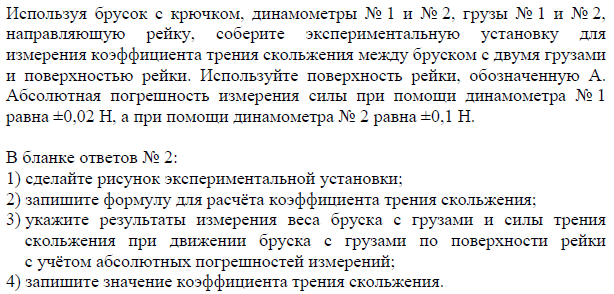 Используя брусок с крючком, динамометры № 1 и № 2, грузы № 1 и № 2,
направляющую рейку, соберите экспериментальную установку для
измерения коэффициента трения скольжения между бруском с двумя грузами
и поверхностью рейки. Используйте поверхность рейки, обозначенную А.
Абсолютная погрешность измерения силы при помощи динамометра № 1
равна ±0,02 Н, а при помощи динамометра № 2 равна ±0,1 Н.
В бланке ответов № 2:
1) сделайте рисунок экспериментальной установки;
2) запишите формулу для расчёта коэффициента трения скольжения;
3) укажите результаты измерения веса бруска с грузами и силы трения
скольжения при движении бруска с грузами по поверхности рейки
с учётом абсолютных погрешностей измерений;
4) запишите значение коэффициента трения скольжения.